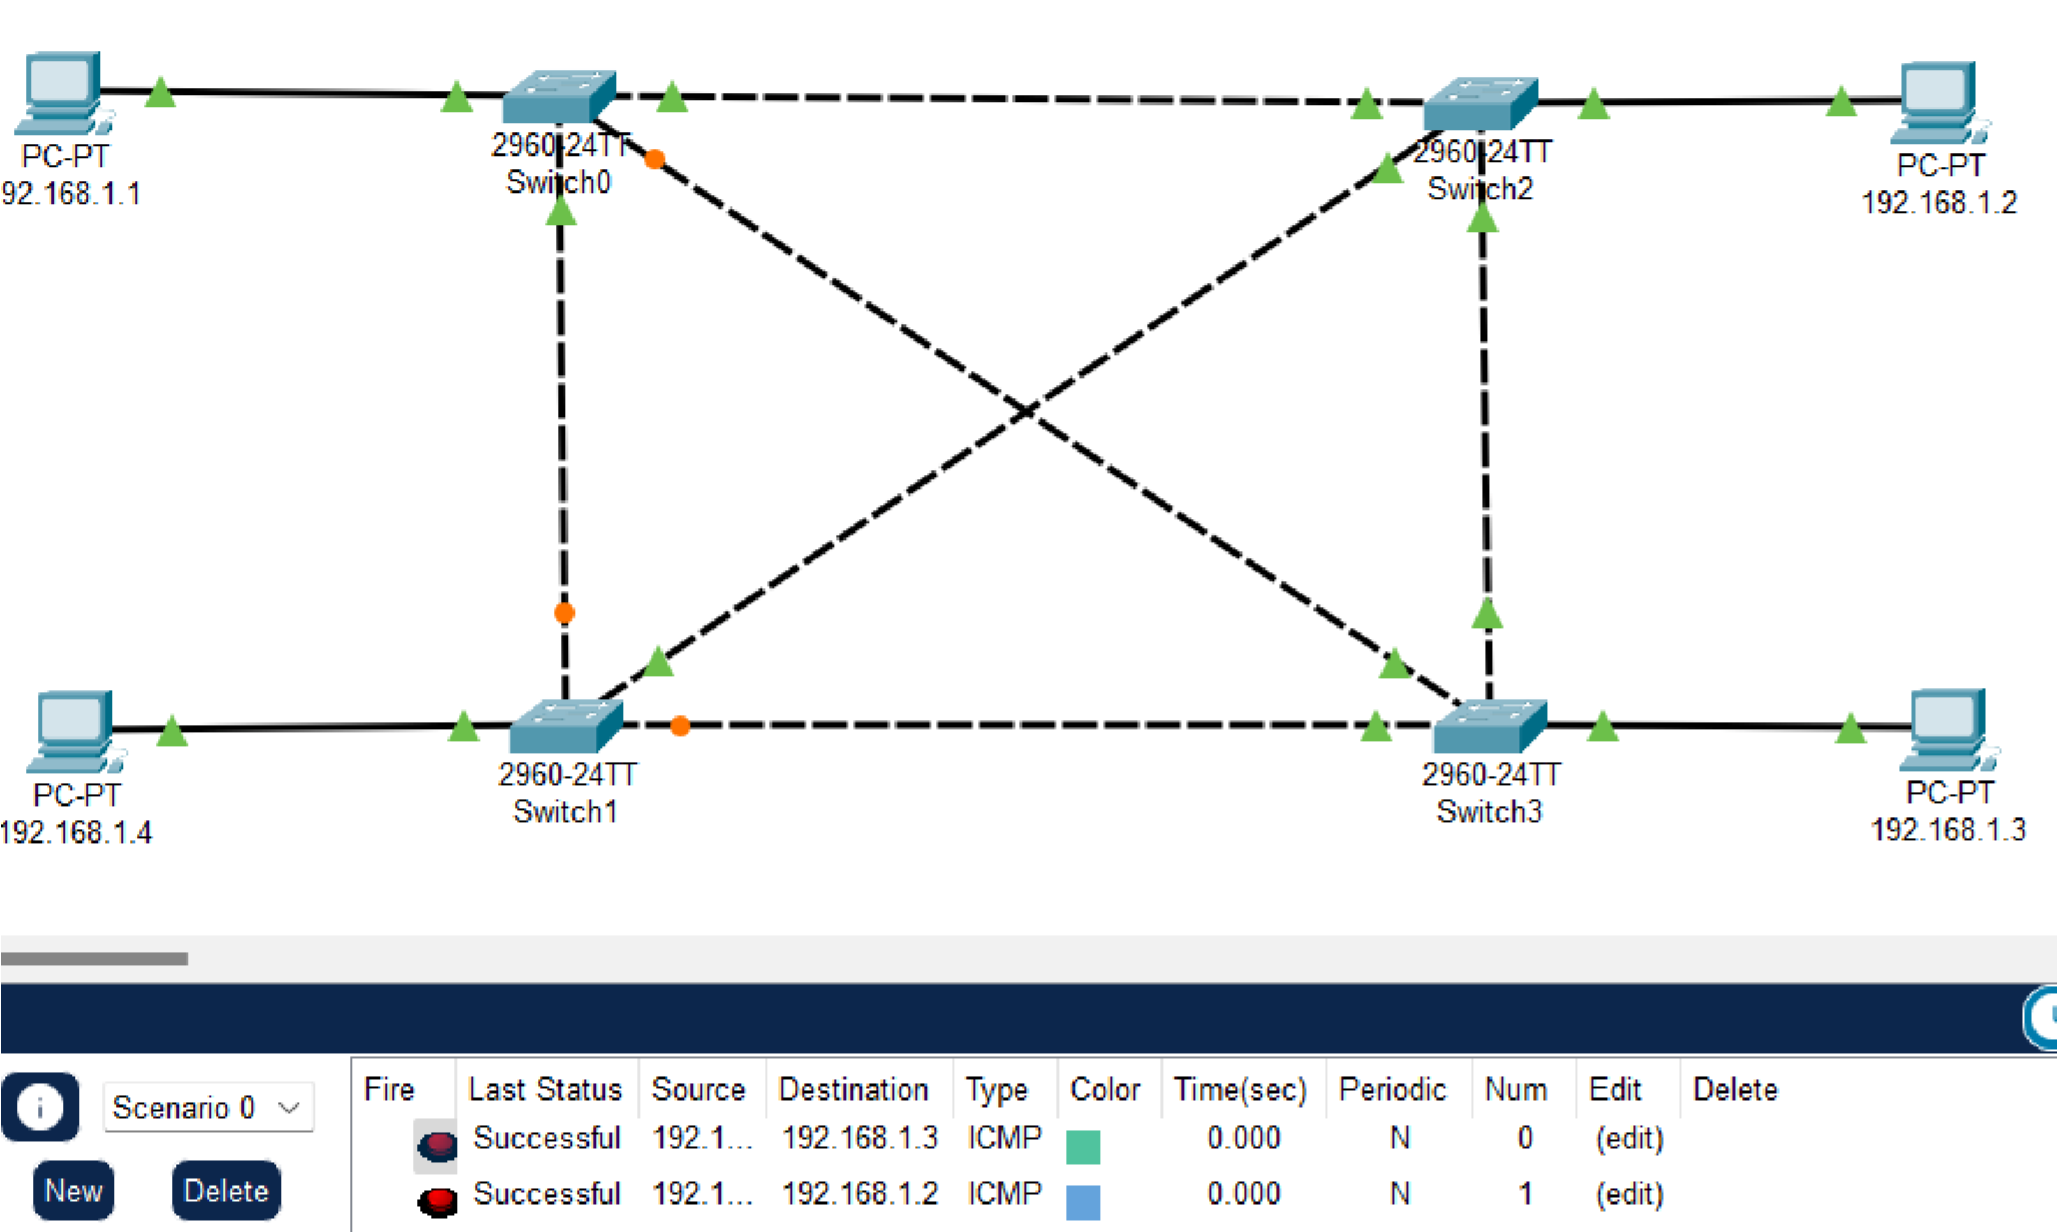 PC-PT
92.168.1.1
2960-24TT
Switch0
2960-24TT
Switch2
PC-PT
192.168.1.2
PC-PT
192.168.1.4
2960-24TT
Switch1
2960-24TT
Switch3
PC-PT
192.168.1.3
i
Scenario 0
New
Delete
Fire Last Status Source Destination Type Color Time(sec) Periodic Num Edit Delete
Successful 192.1... 192.168.1.3 ICMP 0.000 N 0 (edit)
Successful 192.1... 192.168.1.2 ICMP 0.000 N 1 (edit)